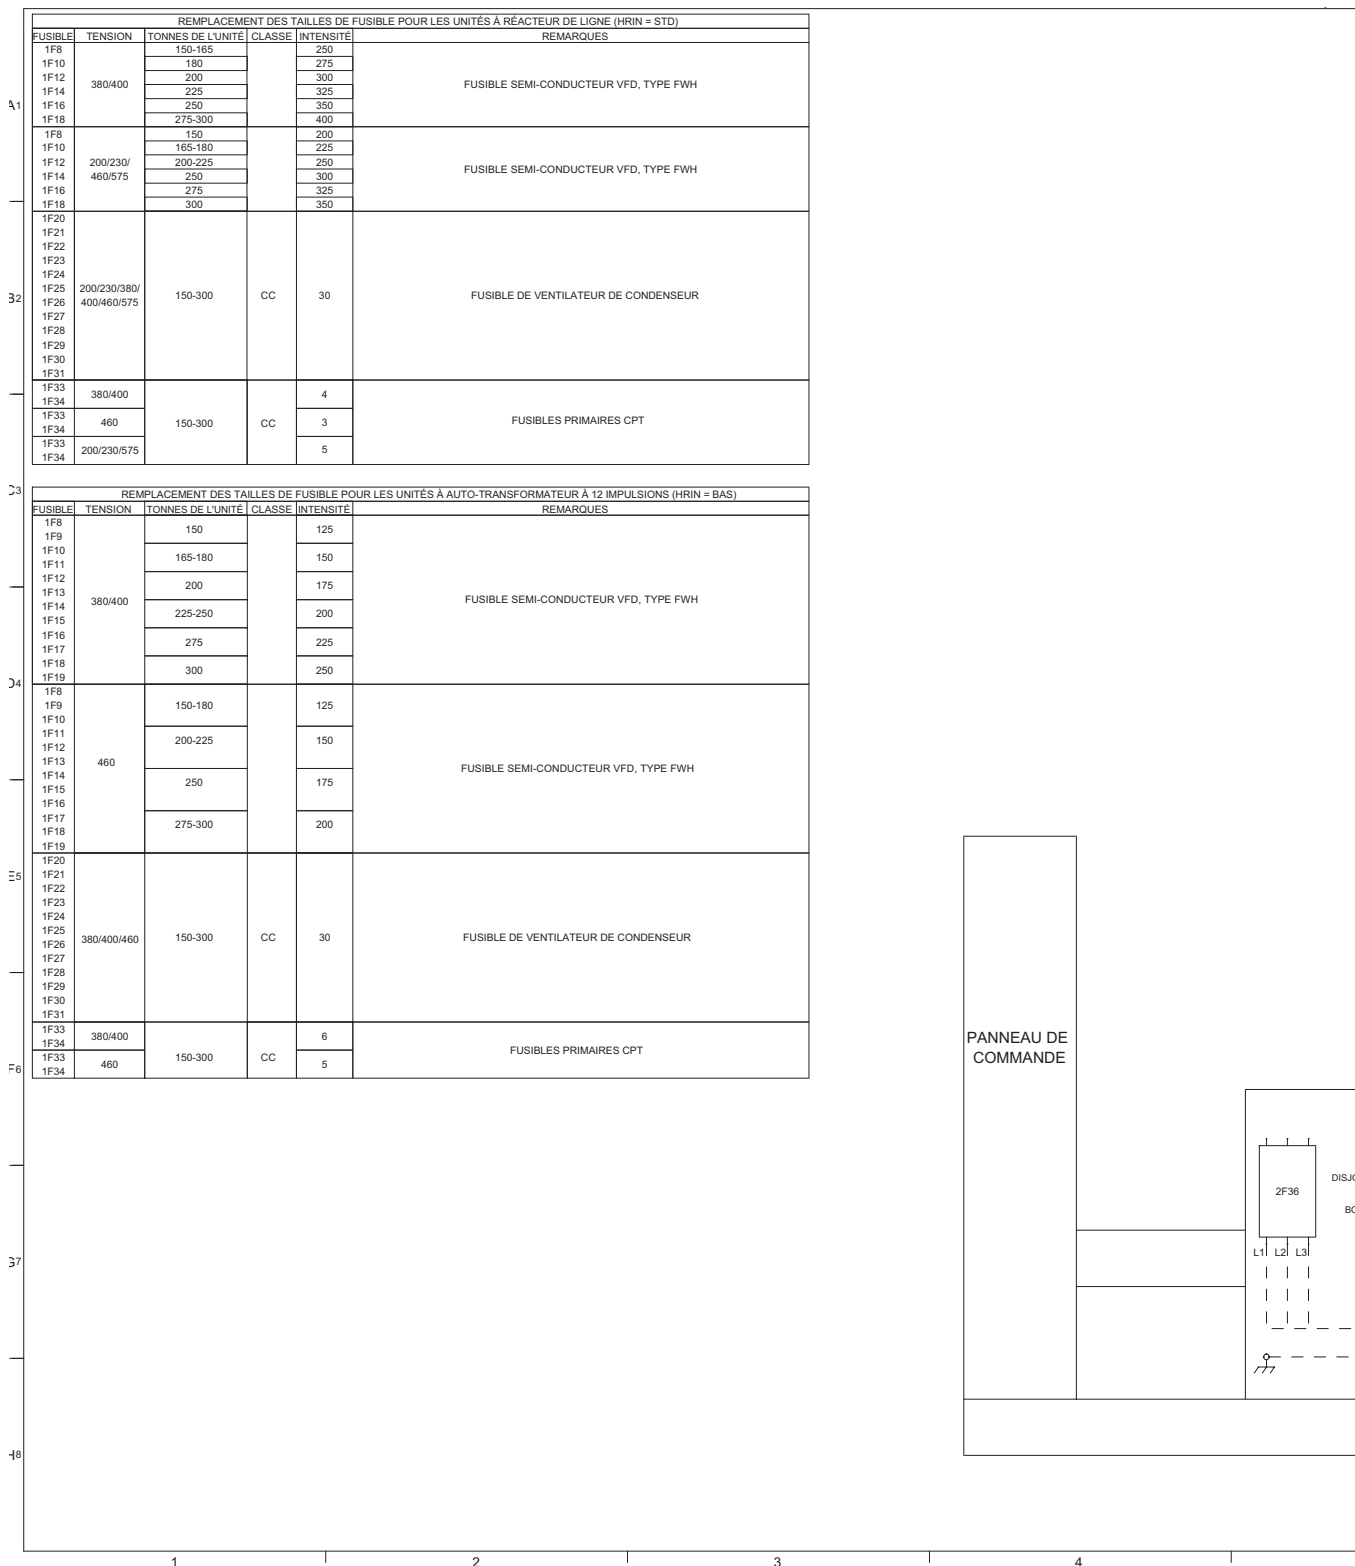 REMPLACEMENT DES TAILLES DE FUSIBLE POUR LES UNITÉS À RÉACTEUR DE LIGNE (HRIN = STD)
FUSIBLE TENSION TONNES DE L'UNITÉ CLASSE INTENSITÉ REMARQUES
1F8 150-165 250
1F10 180 275
1F12 200 300
380/400 FUSIBLE SEMI-CONDUCTEUR VFD, TYPE FWH
1F14 225 325
1F16 250 350
1F18 275-300 400
1F8 150 200
1F10 165-180 225
1F12 200/230/ 200-225 250
FUSIBLE SEMI-CONDUCTEUR VFD, TYPE FWH
1F14 460/575 250 300
1F16 275 325
1F18 300 350
1F20
1F21
1F22
1F23
1F24
1F25 200/230/380/
150-300 CC 30 FUSIBLE DE VENTILATEUR DE CONDENSEUR
1F26 400/460/575
1F27
1F28
1F29
1F30
1F31
1F33
380/400 4
1F34
1F33
460 150-300 CC 3 FUSIBLES PRIMAIRES CPT
1F34
1F33
200/230/575 5
1F34
REMPLACEMENT DES TAILLES DE FUSIBLE POUR LES UNITÉS À AUTO-TRANSFORMATEUR À 12 IMPULSIONS (HRIN = BAS)
FUSIBLE TENSION TONNES DE L'UNITÉ CLASSE INTENSITÉ REMARQUES
1F8
150 125
1F9
1F10
165-180 150
1F11
1F12
200 175
1F13
380/400 FUSIBLE SEMI-CONDUCTEUR VFD, TYPE FWH
1F14
225-250 200
1F15
1F16
275 225
1F17
1F18
300 250
1F19
1F8
1F9 150-180 125
1F10
1F11
200-225 150
1F12
1F13 460
FUSIBLE SEMI-CONDUCTEUR VFD, TYPE FWH
1F14
250 175
1F15
1F16
1F17
275-300 200
1F18
1F19
1F20
1F21
1F22
1F23
1F24
1F25
380/400/460 150-300 CC 30 FUSIBLE DE VENTILATEUR DE CONDENSEUR
1F26
1F27
1F28
1F29
1F30
1F31
1F33
380/400 6
1F34
150-300 CC FUSIBLES PRIMAIRES CPT
1F33
460 5
1F34
PANNEAU DE
COMMANDE
2F36
L1 L2 L3
1 2 3 4